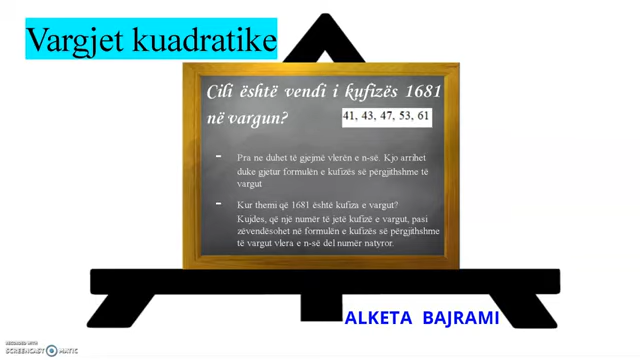 Vargjet kuadratike
Cili është vendi i kufizës 1681
në vargun? 41, 43, 47, 53, 61
- Pra ne duhet të gjejmë vlerën e n-së. Kjo arrihet
duke gjetur formulën e kufizës së përgjithshme të
vargut
- Kur themi që 1681 është kufiza e vargut?
Kujdes, që një numër të jetë kufizë e vargut, pasi
zëvendësohet në formulën e kufizës së përgjithshme
të vargut vlera e n-së del numër natyror.
ALKETA BAJRAMI
RECORDED WITH
SCREENCAST MATIC